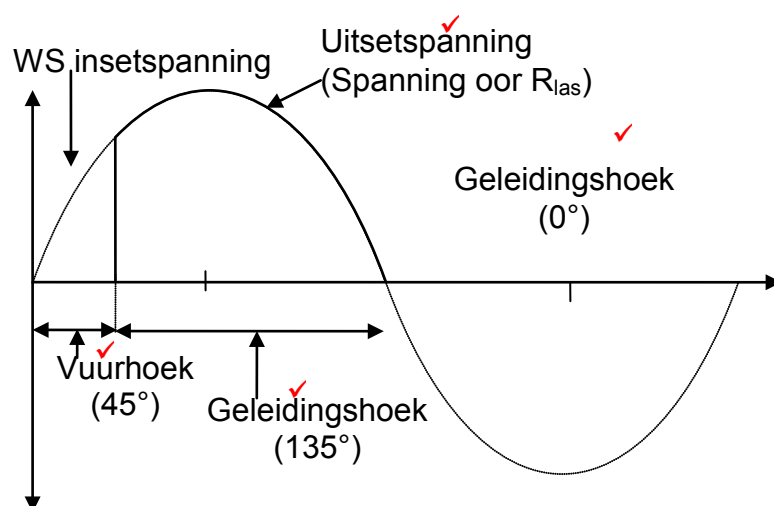 WS insetspanning
Uitsetspanning
(Spanning oor Rlas)
Geleidingshoek
(0°)
Vuurhoek
(45°)
Geleidingshoek
(135°)